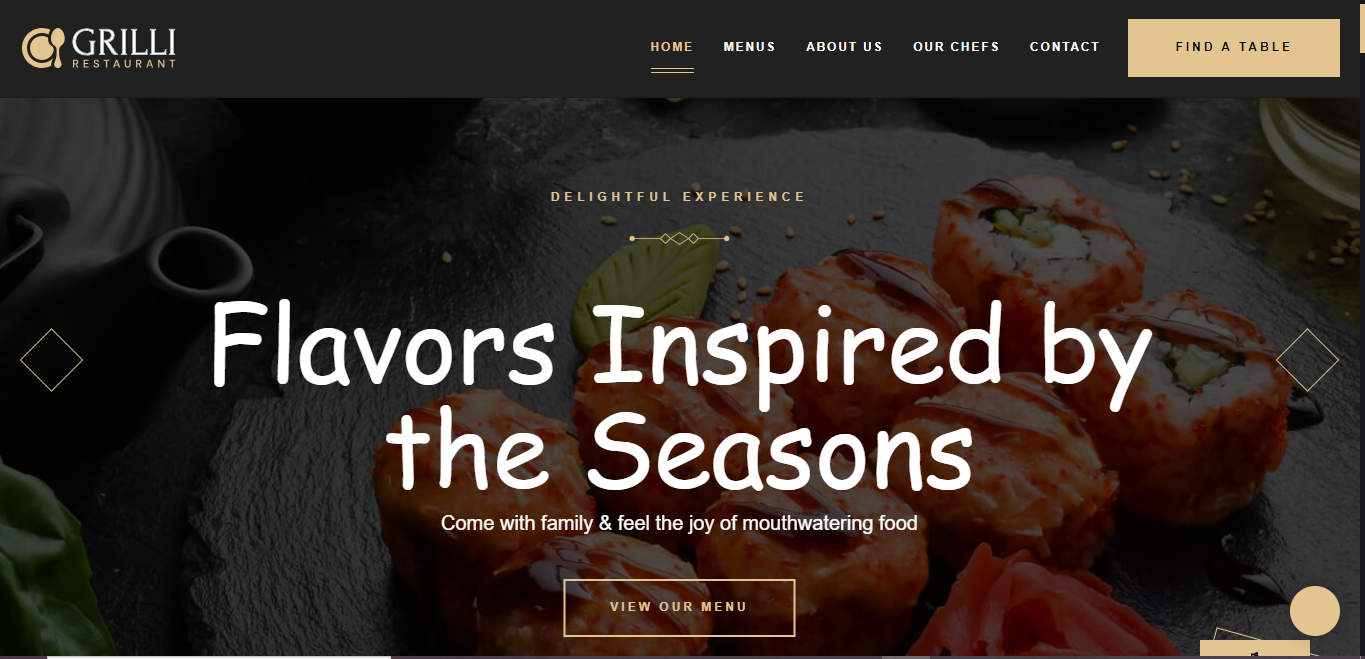 GRILLI
RESTAURANT
HOME MENUS ABOUT US OUR CHEFS CONTACT FIND A TABLE
DELIGHTFUL EXPERIENCE
Flavors Inspired by
the Seasons
Come with family & feel the joy of mouthwatering food
VIEW OUR MENU